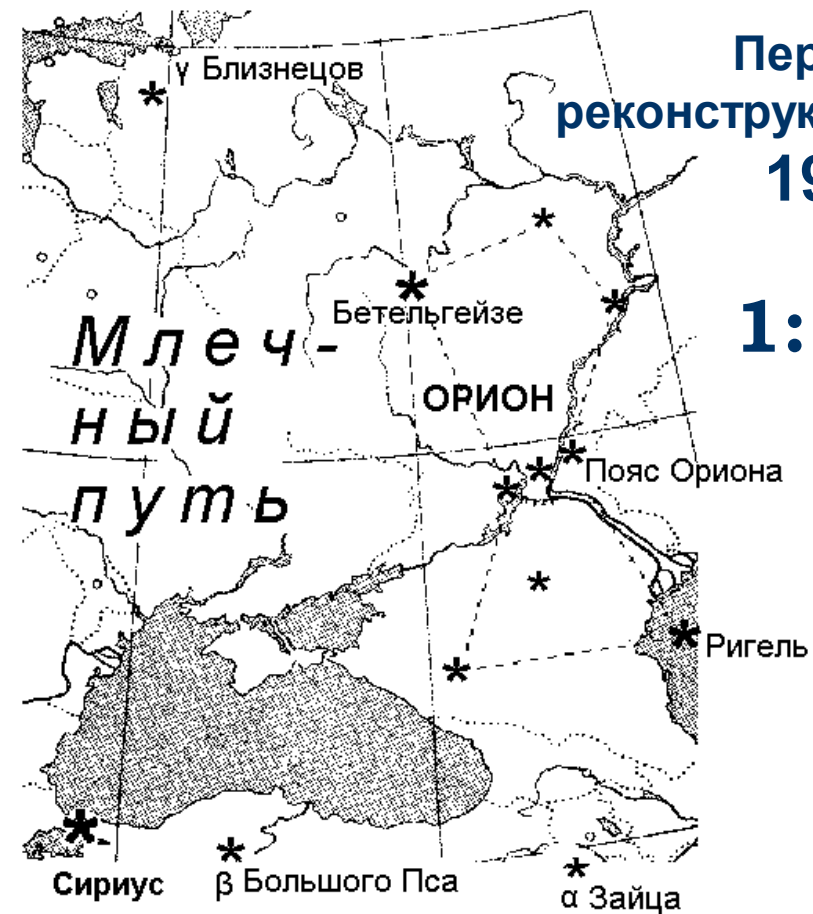 Пер
реконструк
19
1:
γ Близнецов
Бетельгейзе
Млеч-
ный
путь
ОРИОН
Пояс Ориона
Ригель
Сириус
β Большого Пса
α Зайца